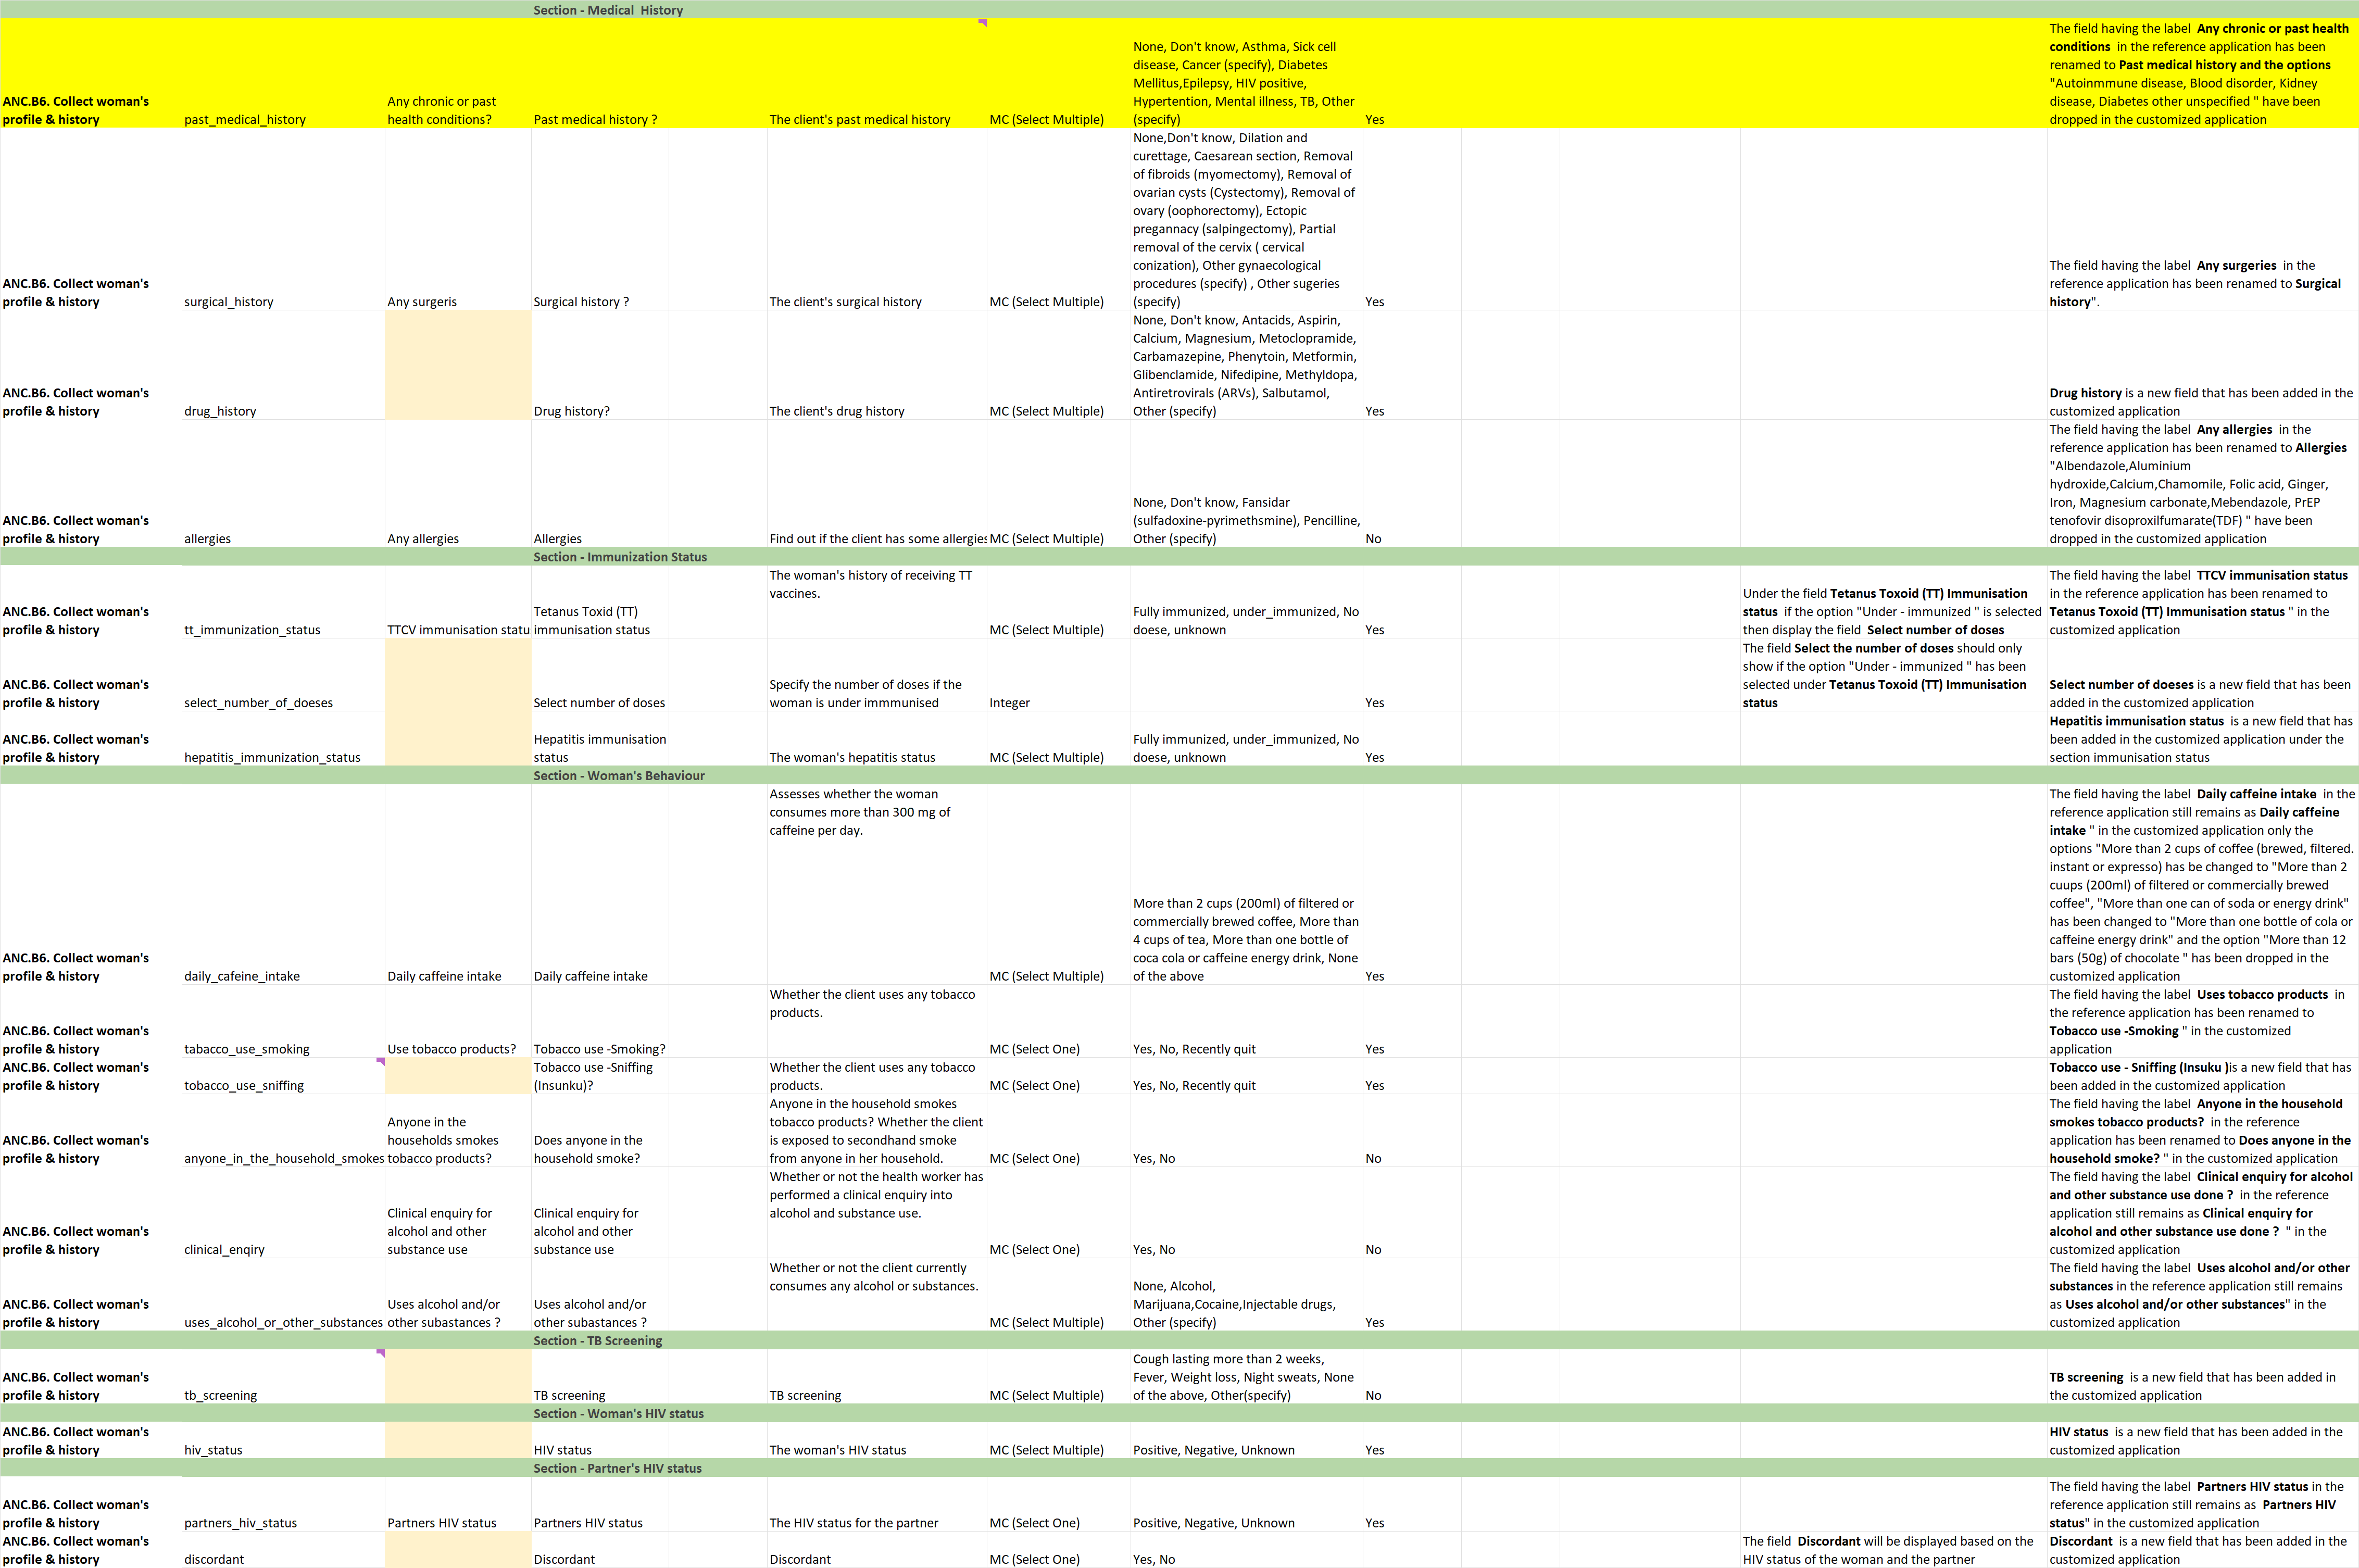 Section - Medical  History
ANC.B6. Collect woman's
profile & history
past_medical_history
Any chronic or past
health conditions?
Past medical history ?
The client's past medical history
MC (Select Multiple)
None, Don't know, Asthma, Sick cell
disease, Cancer (specify), Diabetes
Mellitus,Epilepsy, HIV positive,
Hypertention, Mental illness, TB, Other
(specify)
Yes
The field having the label  Any chronic or past health
conditions  in the reference application has been
renamed to Past medical history and the options
"Autoinmmune disease, Blood disorder, Kidney
disease, Diabetes other unspecified " have been
dropped in the customized application
ANC.B6. Collect woman's
profile & history
surgical_history
Any surgeris
Surgical history ?
The client's surgical history
MC (Select Multiple)
None,Don't know, Dilation and
curettage, Caesarean section, Removal
of fibroids (myomectomy), Removal of
ovarian cysts (Cystectomy), Removal of
ovary (oophorectomy), Ectopic
pregannacy (salpingectomy), Partial
removal of the cervix ( cervical
conization), Other gynaecological
procedures (specify) , Other sugeries
(specify)
Yes
The field having the label  Any surgeries  in the
reference application has been renamed to Surgical
history".
ANC.B6. Collect woman's
profile & history
drug_history
Drug history?
The client's drug history
MC (Select Multiple)
None, Don't know, Antacids, Aspirin,
Calcium, Magnesium, Metoclopramide,
Carbamazepine, Phenytoin, Metformin,
Glibenclamide, Nifedipine, Methyldopa,
Antiretrovirals (ARVs), Salbutamol,
Other (specify)
Yes
Drug history is a new field that has been added in the
customized application
ANC.B6. Collect woman's
profile & history
allergies
Any allergies
Allergies
Find out if the client has some allergies
MC (Select Multiple)
None, Don't know, Fansidar
(sulfadoxine-pyrimethsmine), Pencilline,
Other (specify)
No
The field having the label  Any allergies  in the
reference application has been renamed to Allergies
"Albendazole,Aluminium
hydroxide,Calcium,Chamomile, Folic acid, Ginger,
Iron, Magnesium carbonate,Mebendazole, PrEP
tenofovir disoproxilfumarate(TDF) " have been
dropped in the customized application
Section - Immunization Status
ANC.B6. Collect woman's
profile & history
tt_immunization_status
TTCV immunisation statu
Tetanus Toxid (TT)
immunisation status
The woman's history of receiving TT
vaccines.
MC (Select Multiple)
Fully immunized, under_immunized, No
doese, unknown
Yes
Under the field Tetanus Toxoid (TT) Immunisation
status  if the option "Under - immunized " is selected
then display the field  Select number of doses
The field having the label  TTCV immunisation status
in the reference application has been renamed to
Tetanus Toxoid (TT) Immunisation status " in the
customized application
ANC.B6. Collect woman's
profile & history
select_number_of_doeses
Select number of doses
Specify the number of doses if the
woman is under immmunised
Integer
Yes
The field Select the number of doses should only
show if the option "Under - immunized " has been
selected under Tetanus Toxoid (TT) Immunisation
status
Select number of doeses is a new field that has been
added in the customized application
ANC.B6. Collect woman's
profile & history
hepatitis_immunization_status
Hepatitis immunisation
status
The woman's hepatitis status
MC (Select Multiple)
Fully immunized, under_immunized, No
doese, unknown
Yes
Hepatitis immunisation status  is a new field that has
been added in the customized application under the
section immunisation status
Section - Woman's Behaviour
ANC.B6. Collect woman's
profile & history
daily_cafeine_intake
Daily caffeine intake
Daily caffeine intake
Assesses whether the woman
consumes more than 300 mg of
caffeine per day.
MC (Select Multiple)
More than 2 cups (200ml) of filtered or
commercially brewed coffee, More than
4 cups of tea, More than one bottle of
coca cola or caffeine energy drink, None
of the above
Yes
The field having the label  Daily caffeine intake  in the
reference application still remains as Daily caffeine
intake " in the customized application only the
options "More than 2 cups of coffee (brewed, filtered.
instant or expresso) has be changed to "More than 2
cuups (200ml) of filtered or commercially brewed
coffee", "More than one can of soda or energy drink"
has been changed to "More than one bottle of cola or
caffeine energy drink" and the option "More than 12
bars (50g) of chocolate " has been dropped in the
customized application
ANC.B6. Collect woman's
profile & history
tabacco_use_smoking
Use tobacco products?
Tobacco use -Smoking?
Whether the client uses any tobacco
products.
MC (Select One)
Yes, No, Recently quit
Yes
The field having the label  Uses tobacco products  in
the reference application has been renamed to
Tobacco use -Smoking " in the customized
application
ANC.B6. Collect woman's
profile & history
tobacco_use_sniffing
Tobacco use -Sniffing
(Insunku)?
Whether the client uses any tobacco
products.
MC (Select One)
Yes, No, Recently quit
Yes
Tobacco use - Sniffing (Insuku )is a new field that has
been added in the customized application
ANC.B6. Collect woman's
profile & history
anyone_in_the_household_smokes
Anyone in the
households smokes
tobacco products?
Does anyone in the
household smoke?
Anyone in the household smokes
tobacco products? Whether the client
is exposed to secondhand smoke
from anyone in her household.
MC (Select One)
Yes, No
No
The field having the label  Anyone in the household
smokes tobacco products?  in the reference
application has been renamed to Does anyone in the
household smoke? " in the customized application
ANC.B6. Collect woman's
profile & history
clinical_enqiry
Clinical enquiry for
alcohol and other
substance use
Clinical enquiry for
alcohol and other
substance use
Whether or not the health worker has
performed a clinical enquiry into
alcohol and substance use.
MC (Select One)
Yes, No
No
The field having the label  Clinical enquiry for alcohol
and other substance use done ?  in the reference
application still remains as Clinical enquiry for
alcohol and other substance use done ?  " in the
customized application
ANC.B6. Collect woman's
profile & history
uses_alcohol_or_other_substances
Uses alcohol and/or
other subastances ?
Uses alcohol and/or
other subastances ?
Whether or not the client currently
consumes any alcohol or substances.
MC (Select Multiple)
None, Alcohol,
Marijuana,Cocaine,Injectable drugs,
Other (specify)
Yes
The field having the label  Uses alcohol and/or other
substances in the reference application still remains
as Uses alcohol and/or other substances" in the
customized application
Section - TB Screening
ANC.B6. Collect woman's
profile & history
tb_screening
TB screening
TB screening
MC (Select Multiple)
Cough lasting more than 2 weeks,
Fever, Weight loss, Night sweats, None
of the above, Other(specify)
No
TB screening  is a new field that has been added in
the customized application
Section - Woman's HIV status
ANC.B6. Collect woman's
profile & history
hiv_status
HIV status
The woman's HIV status
MC (Select Multiple)
Positive, Negative, Unknown
Yes
HIV status  is a new field that has been added in the
customized application
Section - Partner's HIV status
ANC.B6. Collect woman's
profile & history
partners_hiv_status
Partners HIV status
Partners HIV status
The HIV status for the partner
MC (Select One)
Positive, Negative, Unknown
Yes
The field having the label  Partners HIV status in the
reference application still remains as  Partners HIV
status" in the customized application
ANC.B6. Collect woman's
profile & history
discordant
Discordant
Discordant
MC (Select One)
Yes, No
The field  Discordant will be displayed based on the
HIV status of the woman and the partner
Discordant  is a new field that has been added in the
customized application